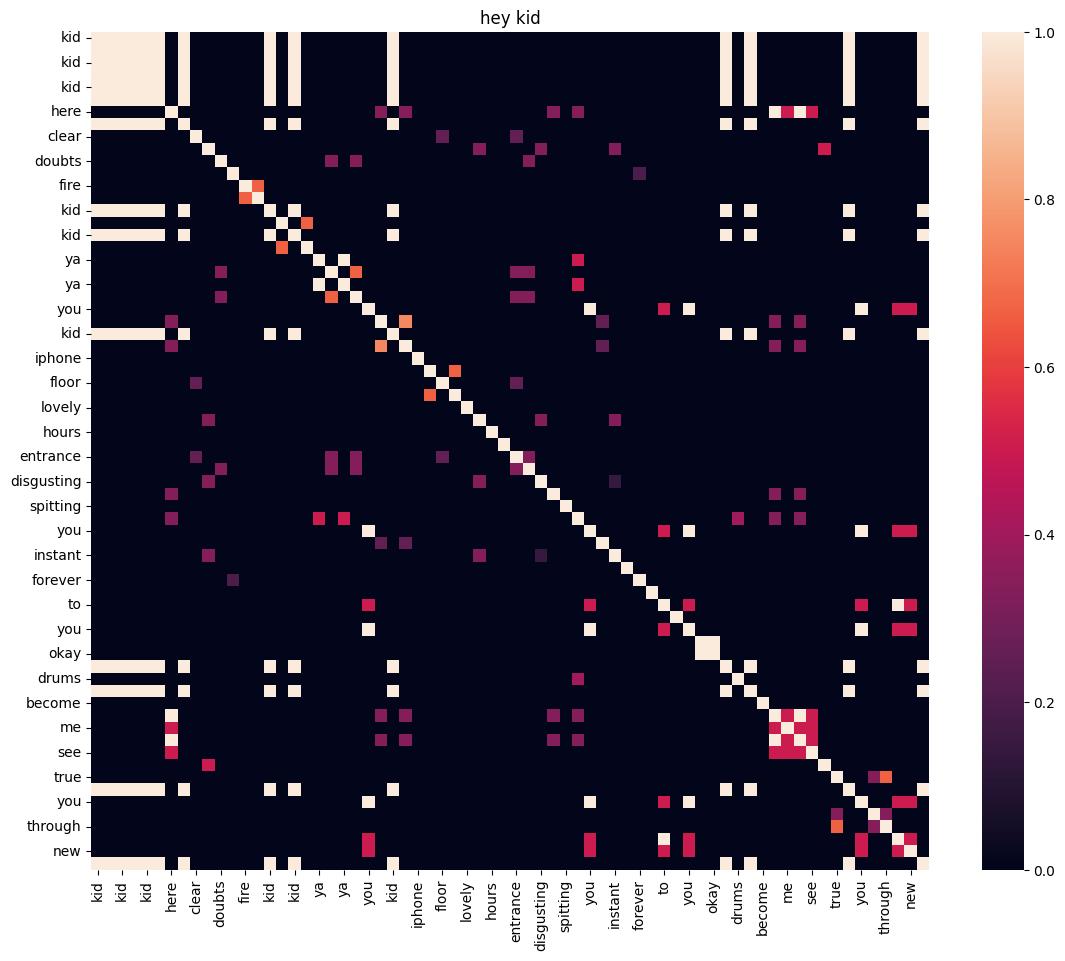 hey kid
kid
kid
kid
here
clear
doubts
fire
kid
kid
ya
ya
you
kid
iphone
floor
lovely
hours
entrance
disgusting
spitting
you
instant
forever
to
you
okay
drums
become
me
see
true
you
through
new
kid
kid
kid
here
clear
doubts
fire
kid
kid
ya
ya
you
kid
iphone
floor
lovely
hours
entrance
disgusting
spitting
you
instant
forever
to
you
okay
drums
become
me
see
true
you
through
new
1.0
0.8
0.6
0.4
0.2
0.0